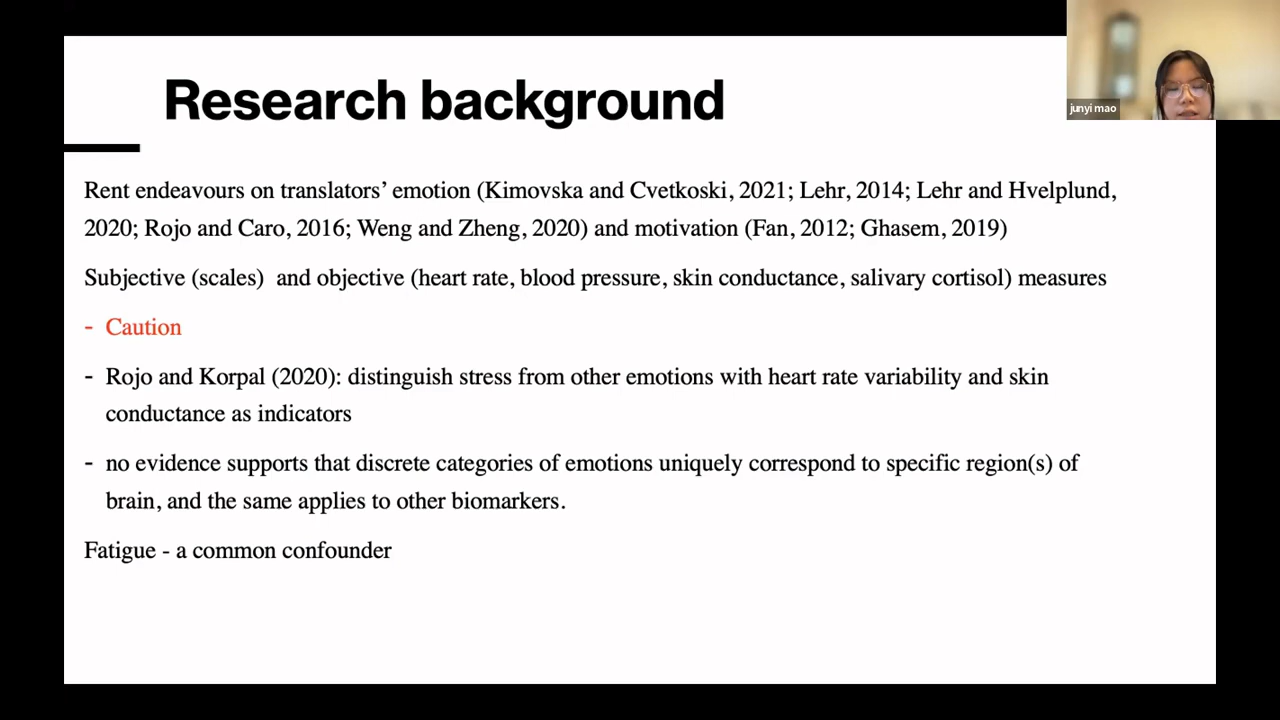 Research background
junyi mao
Rent endeavours on translators’ emotion (Kimovska and Cvetkoski, 2021; Lehr, 2014; Lehr and Hvelplund,
2020; Rojo and Caro, 2016; Weng and Zheng, 2020) and motivation (Fan, 2012; Ghasem, 2019)
Subjective (scales)  and objective (heart rate, blood pressure, skin conductance, salivary cortisol) measures
- Caution
- Rojo and Korpal (2020): distinguish stress from other emotions with heart rate variability and skin
conductance as indicators
- no evidence supports that discrete categories of emotions uniquely correspond to specific region(s) of
brain, and the same applies to other biomarkers.
Fatigue - a common confounder